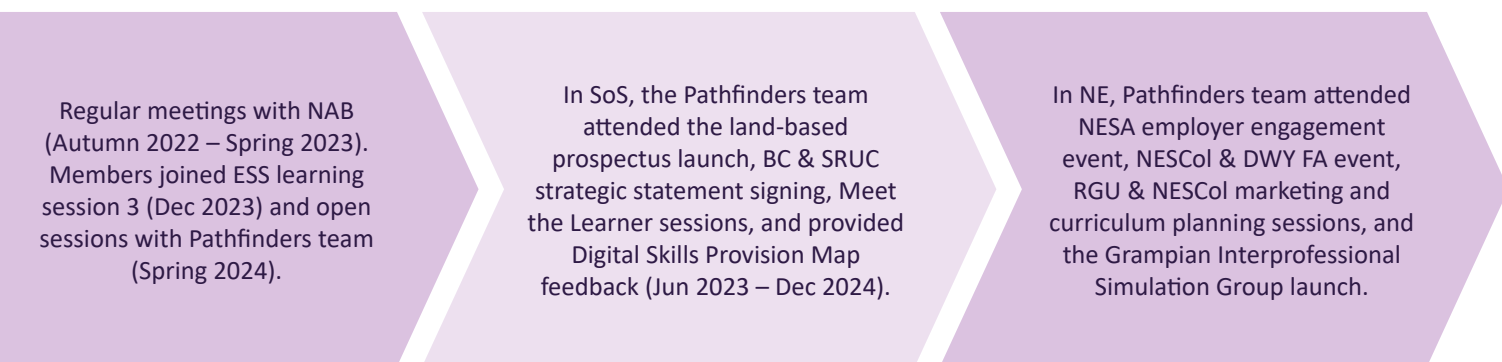 Regular meetings with NAB
(Autumn 2022 – Spring 2023).
Members joined ESS learning
session 3 (Dec 2023) and open
sessions with Pathfinders team
(Spring 2024).
In SoS, the Pathfinders team
attended the land-based
prospectus launch, BC & SRUC
strategic statement signing, Meet
the Learner sessions, and provided
Digital Skills Provision Map
feedback (Jun 2023 – Dec 2024).
In NE, Pathfinders team attended
NESA employer engagement
event, NESCol & DWY FA event,
RGU & NESCol marketing and
curriculum planning sessions, and
the Grampian Interprofessional
Simulation Group launch.